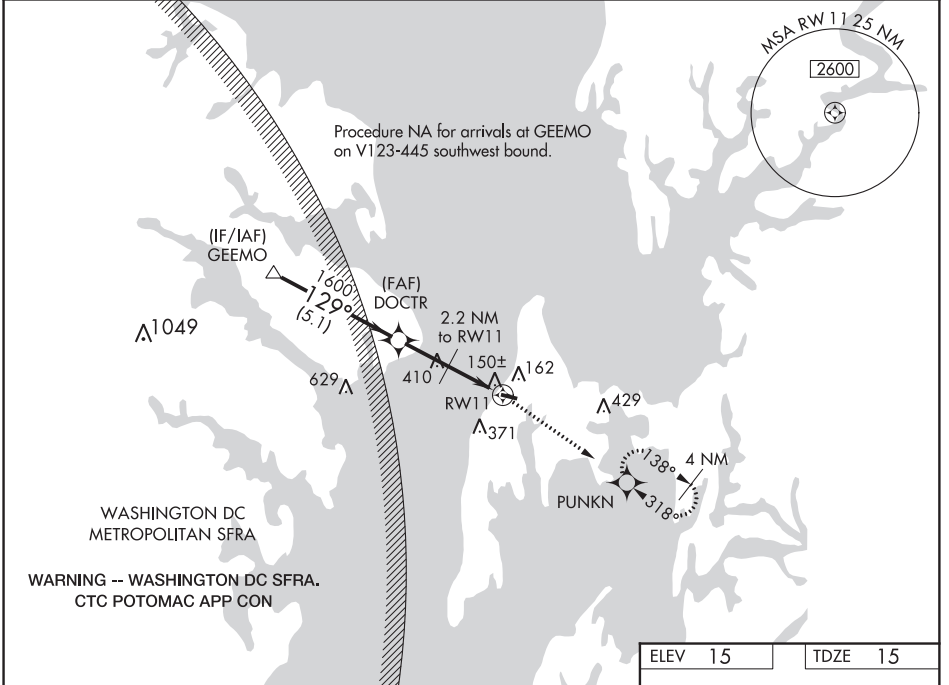 MSA RW 11 25 NM
2600
Procedure NA for arrivals at GEEMO
on V123-445 southwest bound.
(IF/IAF)
GEEMO
1600
129°
(5.1)
(FAF)
DOCTR
2.2 NM
to RW11
1049
629
410
150±
162
RW11
371
429
138°
4 NM
PUNKN
318°
WASHINGTON DC
METROPOLITAN SFRA
WARNING -- WASHINGTON DC SFRA.
CTC POTOMAC APP CON
ELEV 15
TDZE 15